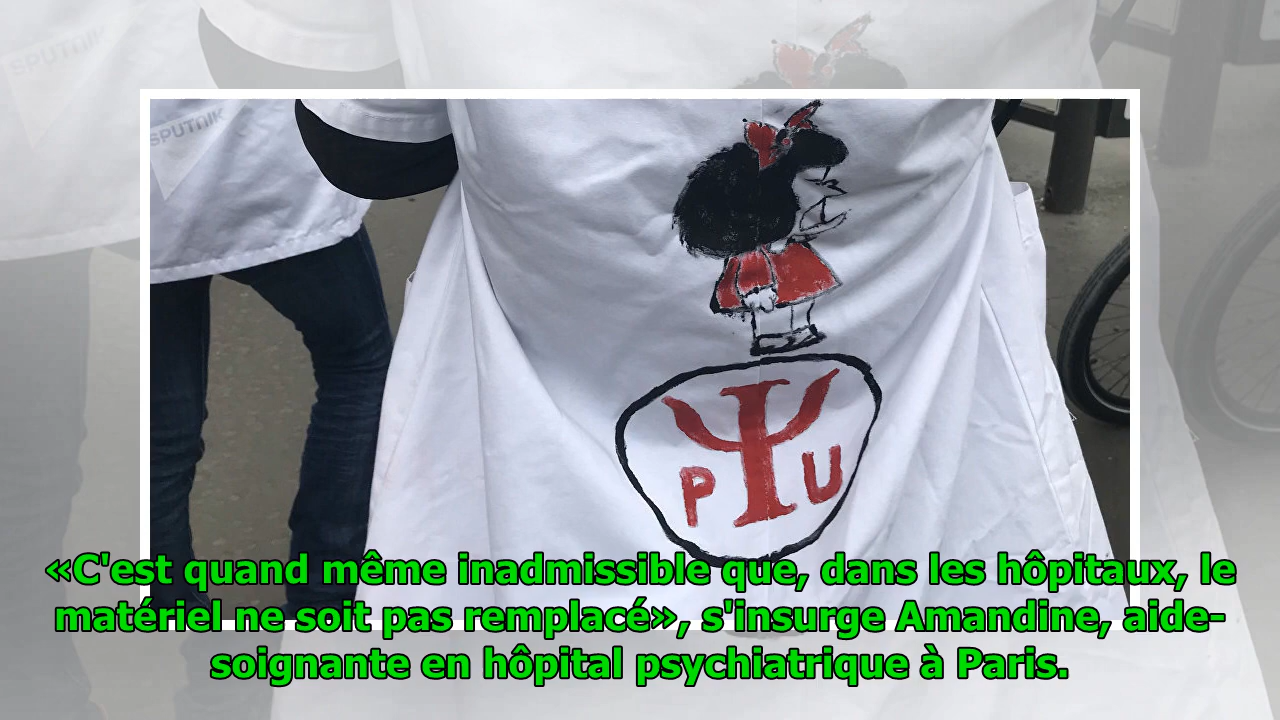 SPUTNIK
SPUTNIK
P Ψ U
«C'est quand même inadmissible que, dans les hôpitaux, le
matériel ne soit pas remplacé», s'insurge Amandine, aide-
soignante en hôpital psychiatrique à Paris.